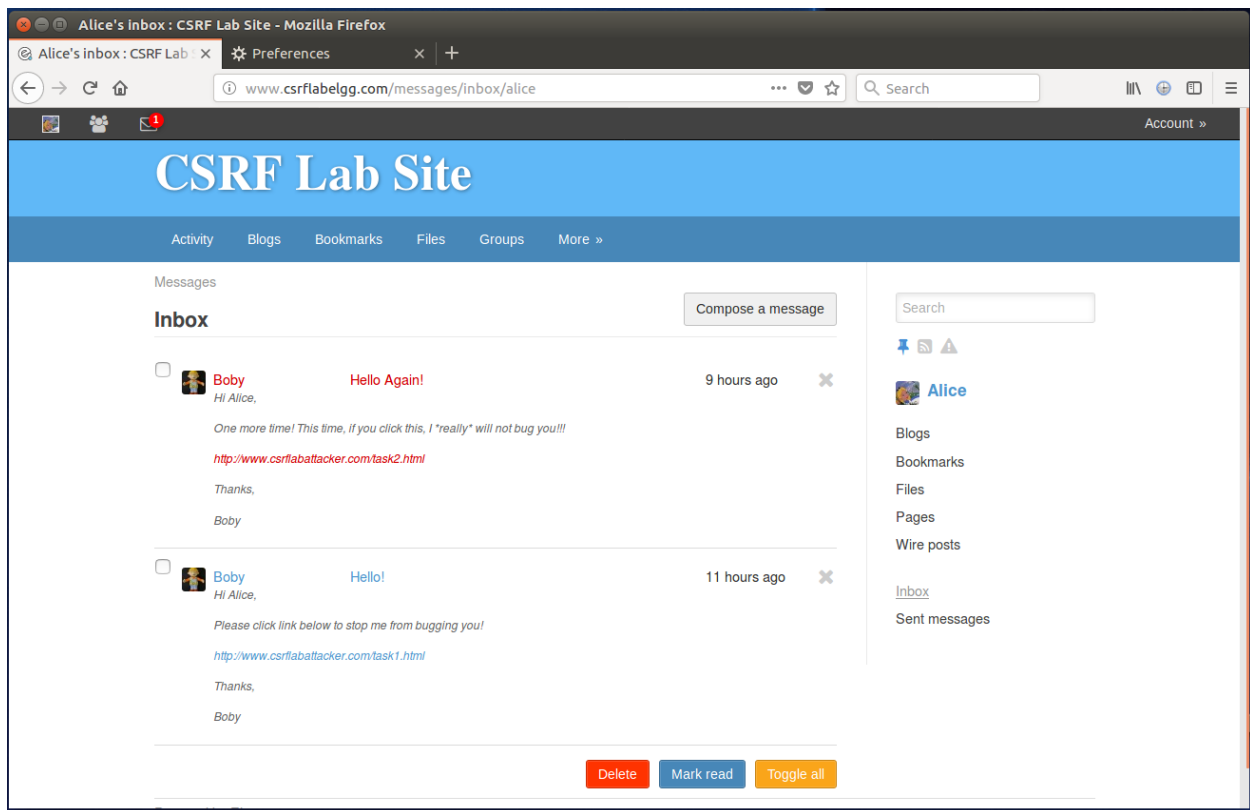 Alice's inbox : CSRF Lab Site - Mozilla Firefox
Alice's inbox : CSRF Lab S
Preferences
www.csrflabelgg.com/messages/inbox/alice
Search
1
Account »
CSRF Lab Site
Activity Blogs Bookmarks Files Groups More »
Messages
Inbox
Compose a message
Boby Hello Again! 9 hours ago
Hi Alice,
One more time! This time, if you click this, I *really* will not bug you!!!
http://www.csrflabattacker.com/task2.html
Thanks,
Boby
Boby Hello! 11 hours ago
Hi Alice,
Please click link below to stop me from bugging you!
http://www.csrflabattacker.com/task1.html
Thanks,
Boby
Delete Mark read Toggle all
Search
Alice
Blogs
Bookmarks
Files
Pages
Wire posts
Inbox
Sent messages